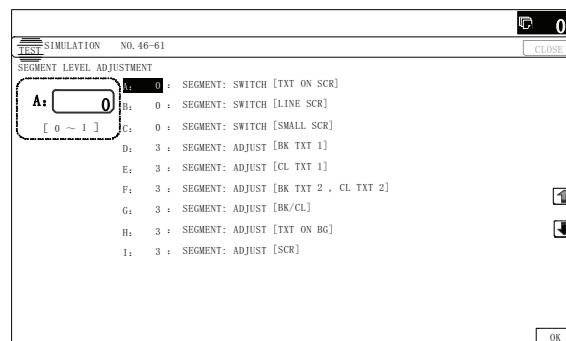 0
TEST SIMULATION NO.46-61
CLOSE
SEGMENT LEVEL ADJUSTMENT
A: 0
[ 0 ~ 1 ]
A: 0 : SEGMENT: SWITCH [TXT ON SCR]
B: 0 : SEGMENT: SWITCH [LINE SCR]
C: 0 : SEGMENT: SWITCH [SMALL SCR]
D: 3 : SEGMENT: ADJUST [BK TXT 1]
E: 3 : SEGMENT: ADJUST [CL TXT 1]
F: 3 : SEGMENT: ADJUST [BK TXT 2 , CL TXT 2]
G: 3 : SEGMENT: ADJUST [BK/CL]
H: 3 : SEGMENT: ADJUST [TXT ON BG]
I: 3 : SEGMENT: ADJUST [SCR]
OK